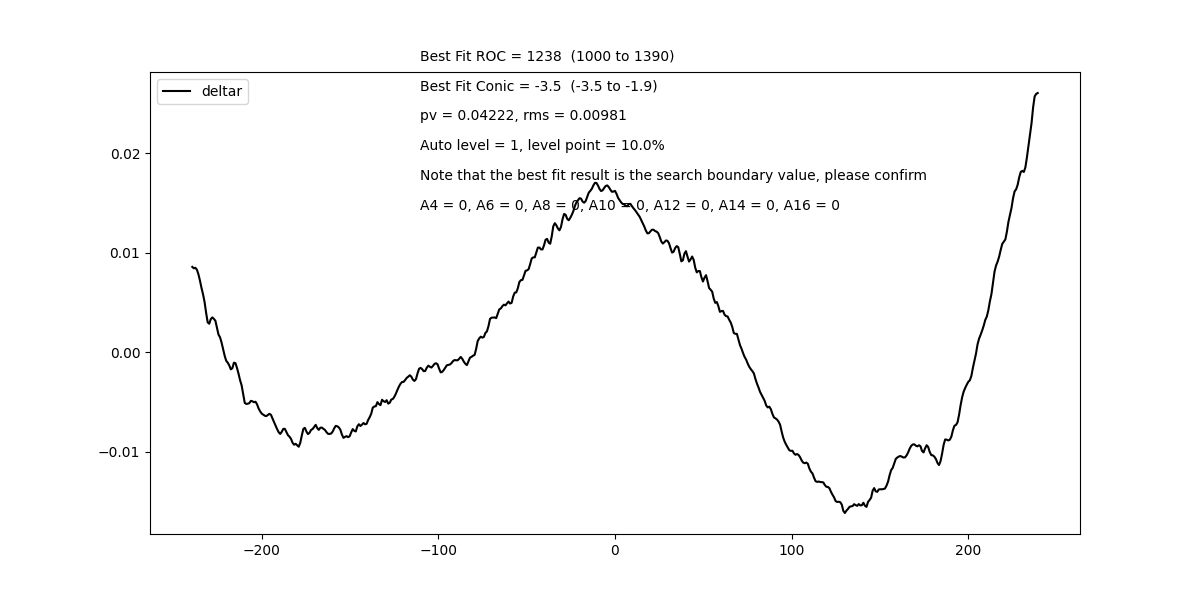 Best Fit ROC = 1238  (1000 to 1390)
deltar
Best Fit Conic = -3.5  (-3.5 to -1.9)
pv = 0.04222, rms = 0.00981
Auto level = 1, level point = 10.0%
Note that the best fit result is the search boundary value, please confirm
A4 = 0, A6 = 0, A8 = 0, A10 = 0, A12 = 0, A14 = 0, A16 = 0
0.02
0.01
0.00
−0.01
−200
−100
0
100
200